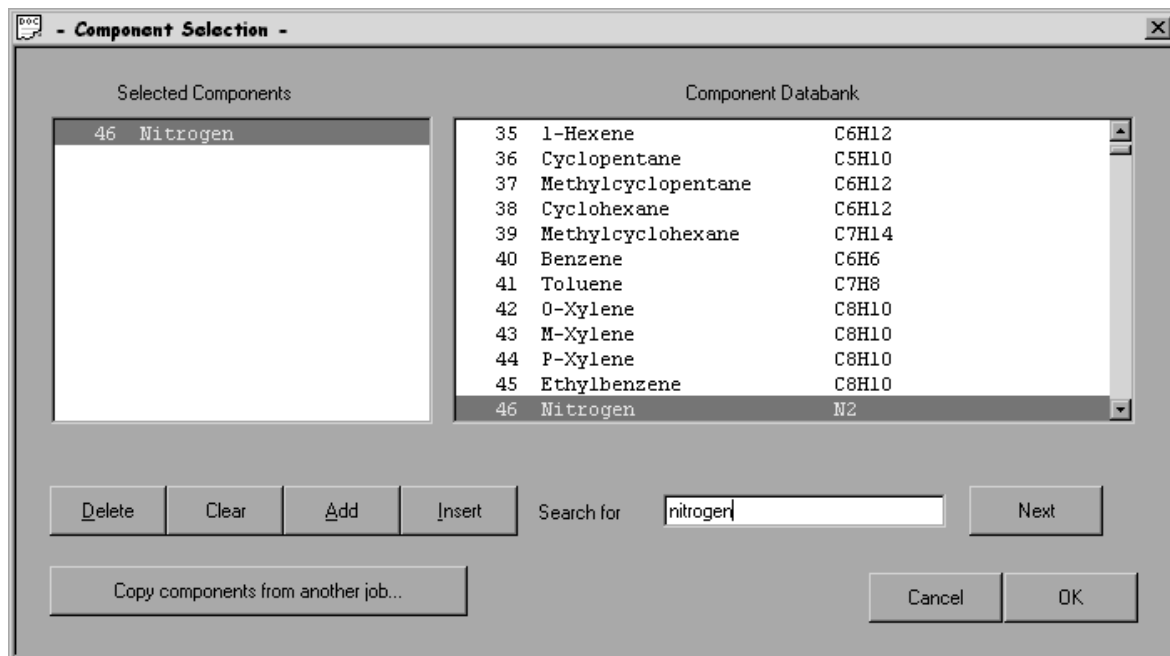 DOC
- Component Selection -
Selected Components
Component Databank
46 Nitrogen
35 1-Hexene C6H12
36 Cyclopentane C5H10
37 Methylcyclopentane C6H12
38 Cyclohexane C6H12
39 Methylcyclohexane C7H14
40 Benzene C6H6
41 Toluene C7H8
42 O-Xylene C8H10
43 M-Xylene C8H10
44 P-Xylene C8H10
45 Ethylbenzene C8H10
46 Nitrogen N2
Delete Clear Add Insert Search for nitrogen Next
Copy components from another job... Cancel OK